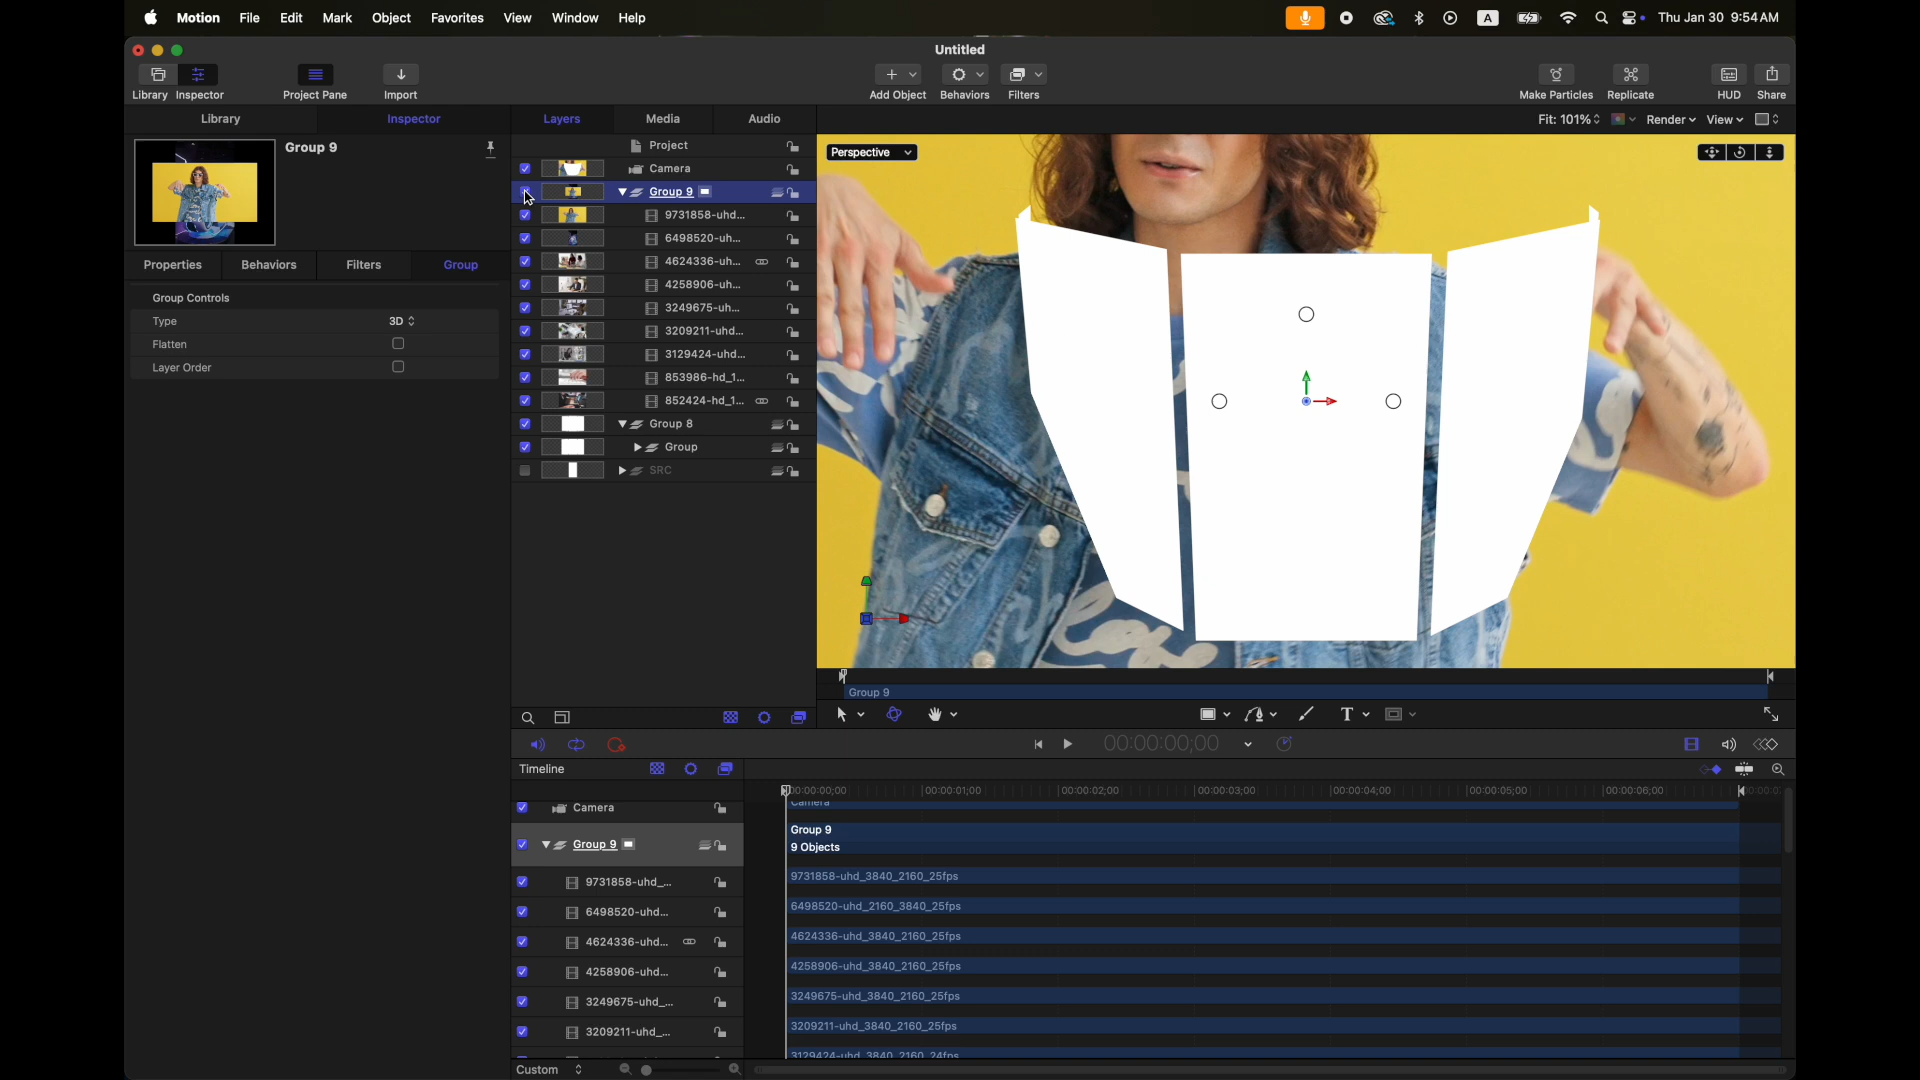 Motion File Edit Mark Object Favorites View Window Help
A Thu Jan 30 9:54 AM
Untitled
Library Inspector Project Pane Import Add Object Behaviors Filters Make Particles Replicate HUD Share
Library Inspector Layers Media Audio Fit: 101% Render View
Group 9
Properties Behaviors Filters Group
Group Controls
Type 3D
Flatten
Layer Order
Project
Camera
Group 9
9731858-uhd...
6498520-uh...
4624336-uh...
4258906-uh...
3249675-uh...
3209211-uhd...
3129424-uhd...
853986-hd_1...
852424-hd_1...
Group 8
Group
SRC
Perspective
Group 9
T
00:00:00;00
Timeline
00:00:00;00 00:00:01;00 00:00:02;00 00:00:03;00 00:00:04;00 00:00:05;00 00:00:06;00
Camera Camera
Group 9 Group 9
9 Objects
9731858-uhd_... 9731858-uhd_3840_2160_25fps
6498520-uhd... 6498520-uhd_2160_3840_25fps
4624336-uhd... 4624336-uhd_3840_2160_25fps
4258906-uhd... 4258906-uhd_3840_2160_25fps
3249675-uhd_... 3249675-uhd_3840_2160_25fps
3209211-uhd_... 3209211-uhd_3840_2160_25fps
3129424-uhd_3840_2160_24fps
Custom